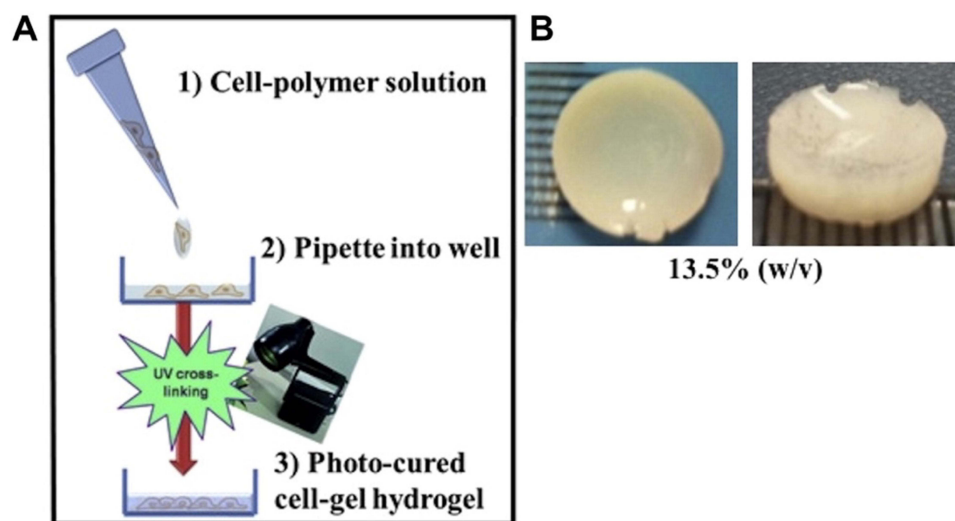 A
1) Cell-polymer solution
2) Pipette into well
UV cross-
linking
3) Photo-cured
cell-gel hydrogel
B
13.5% (w/v)